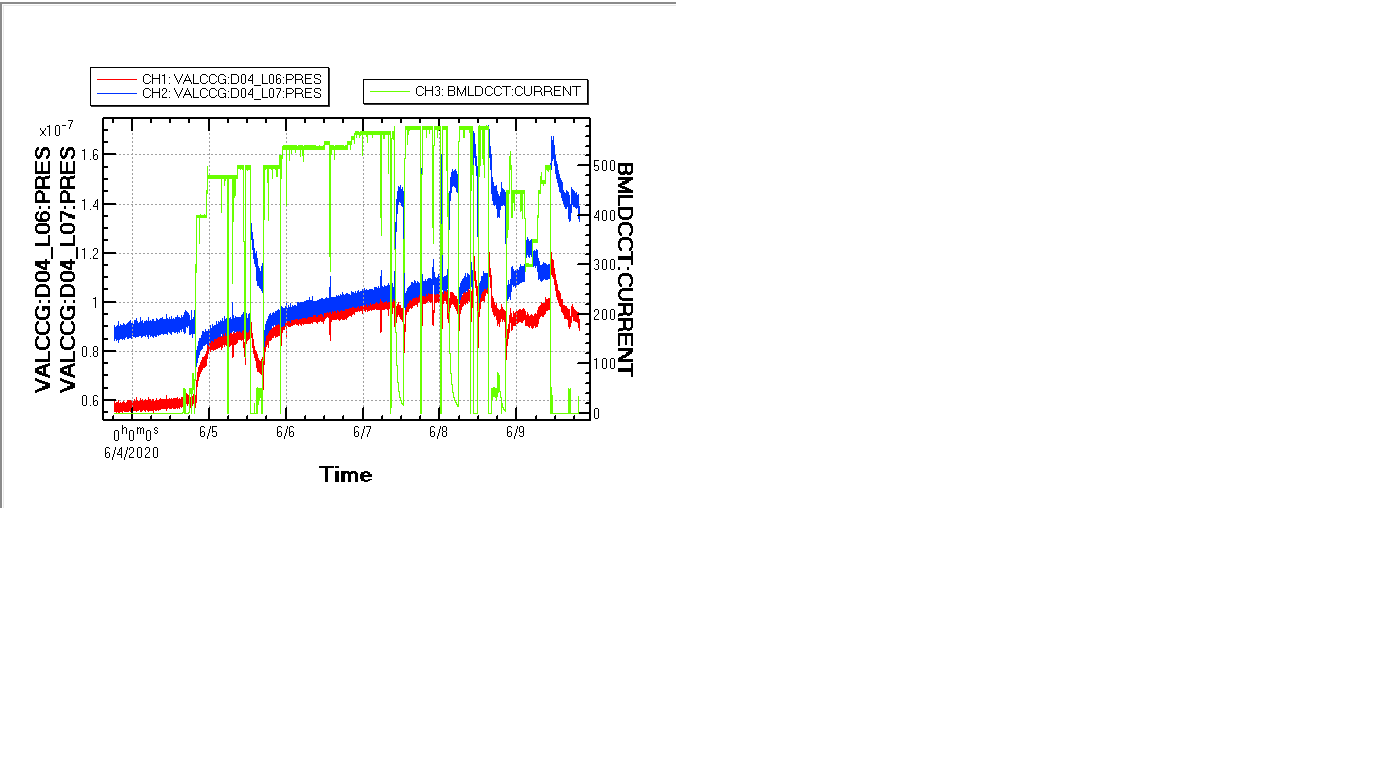 CH1: VALCCG:D04_L06:PRES
CH2: VALCCG:D04_L07:PRES
CH3: BMLDCCT:CURRENT
x10-7
VALCCG:D04_L06:PRES
VALCCG:D04_L07:PRES
1.6
1.4
1.2
1
0.8
0.6
500
400
300
200
100
0
BMLDCCT:CURRENT
0h0m0s
6/5
6/6
6/7
6/8
6/9
6/4/2020
Time